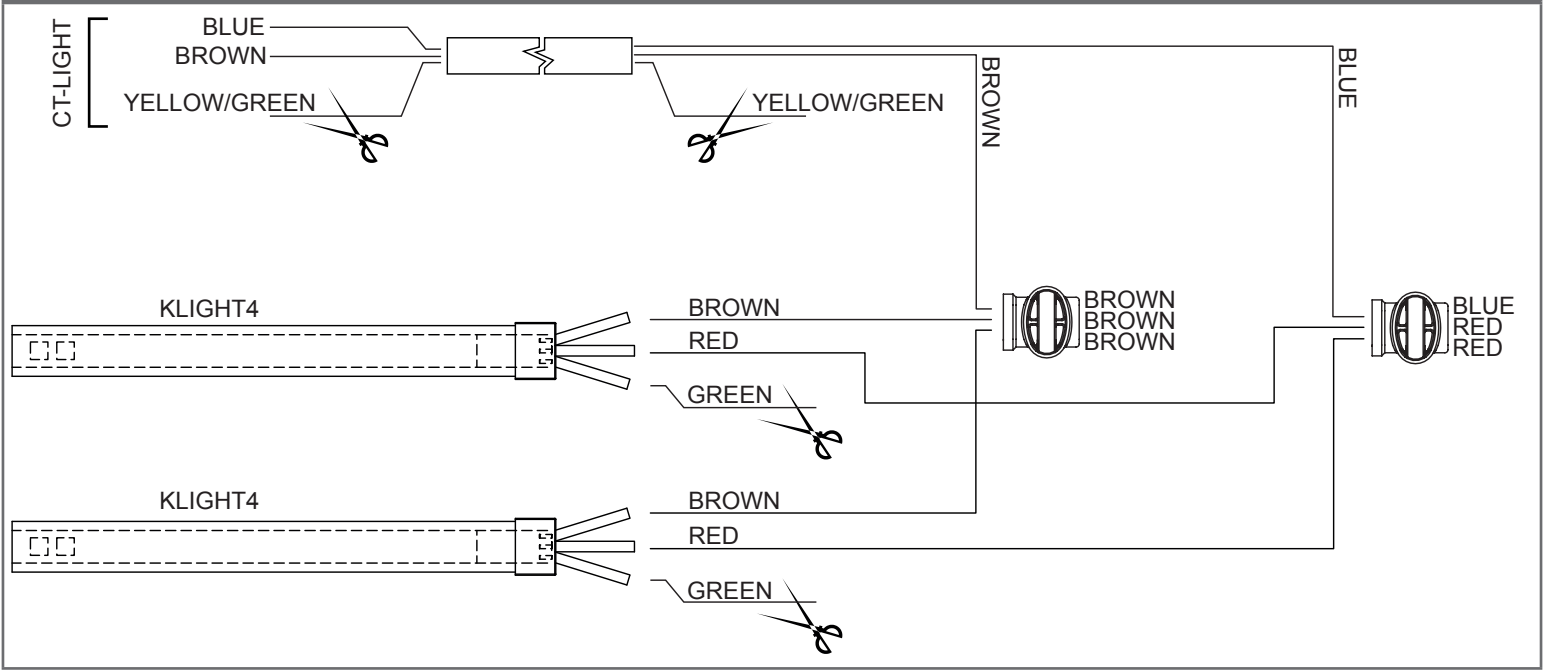 CT-LIGHT
BLUE
BROWN
YELLOW/GREEN
YELLOW/GREEN
BROWN
BLUE
KLIGHT4
BROWN
RED
GREEN
BROWN
BROWN
BROWN
BLUE
RED
RED
KLIGHT4
BROWN
RED
GREEN